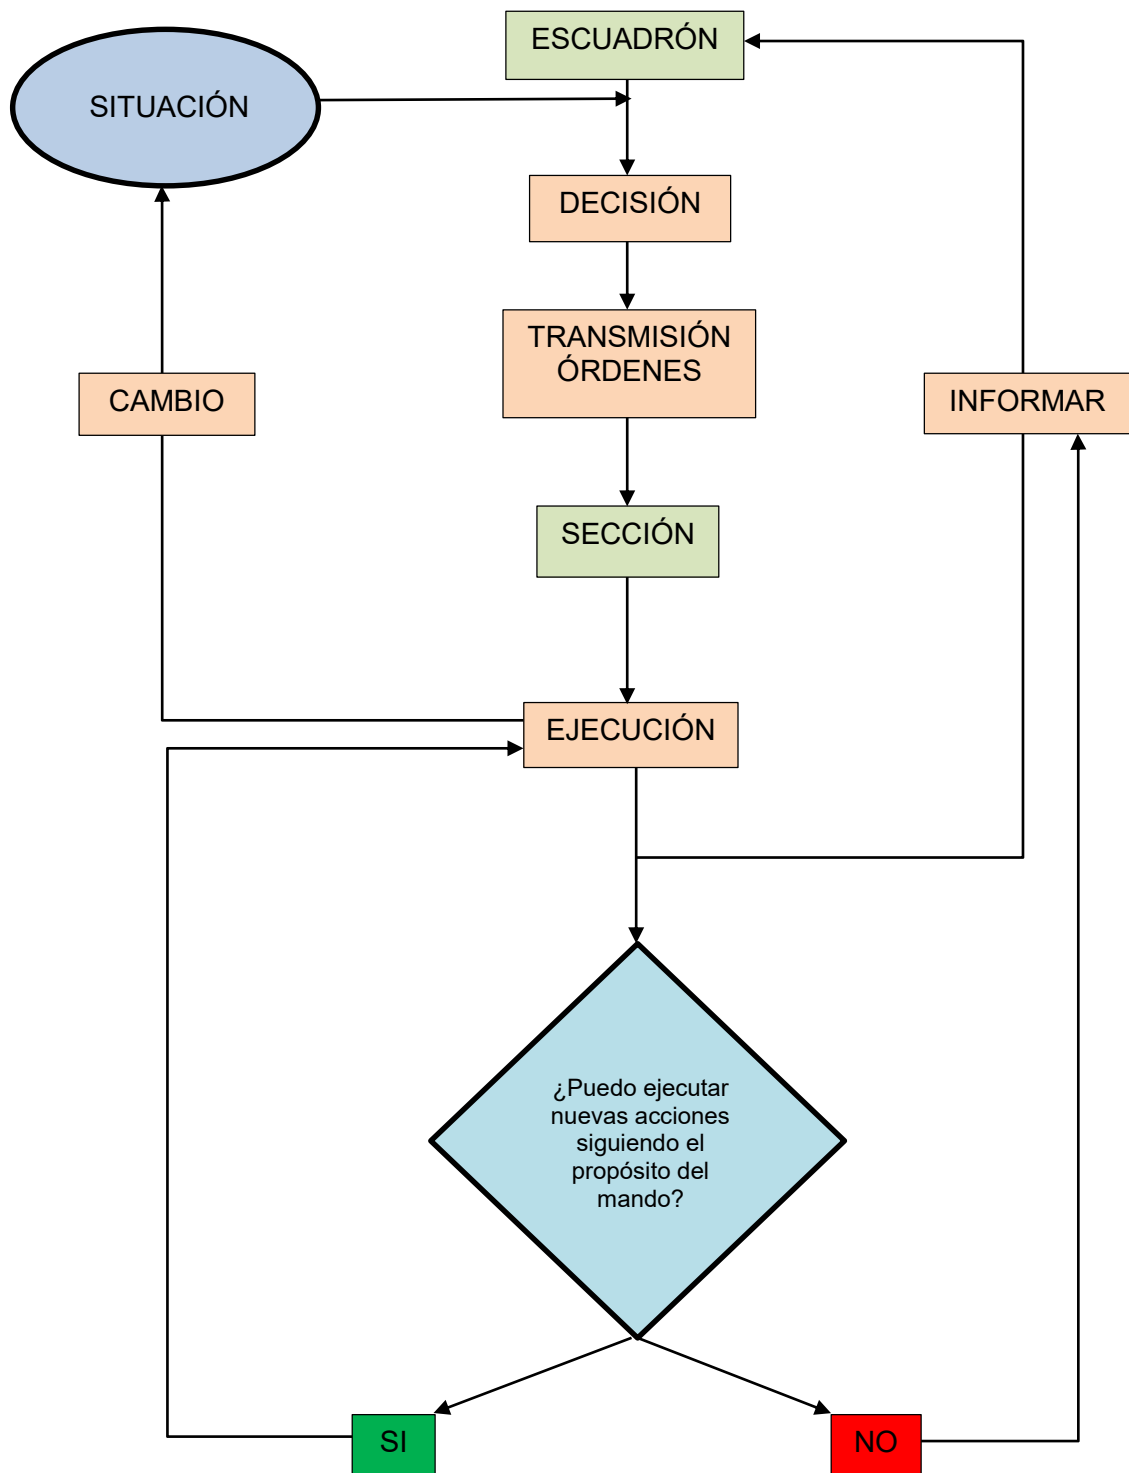 ESCUADRÓN
SITUACIÓN
DECISIÓN
TRANSMISIÓN
ÓRDENES
CAMBIO
INFORMAR
SECCIÓN
EJECUCIÓN
¿Puedo ejecutar
nuevas acciones
siguiendo el
propósito del
mando?
SI
NO